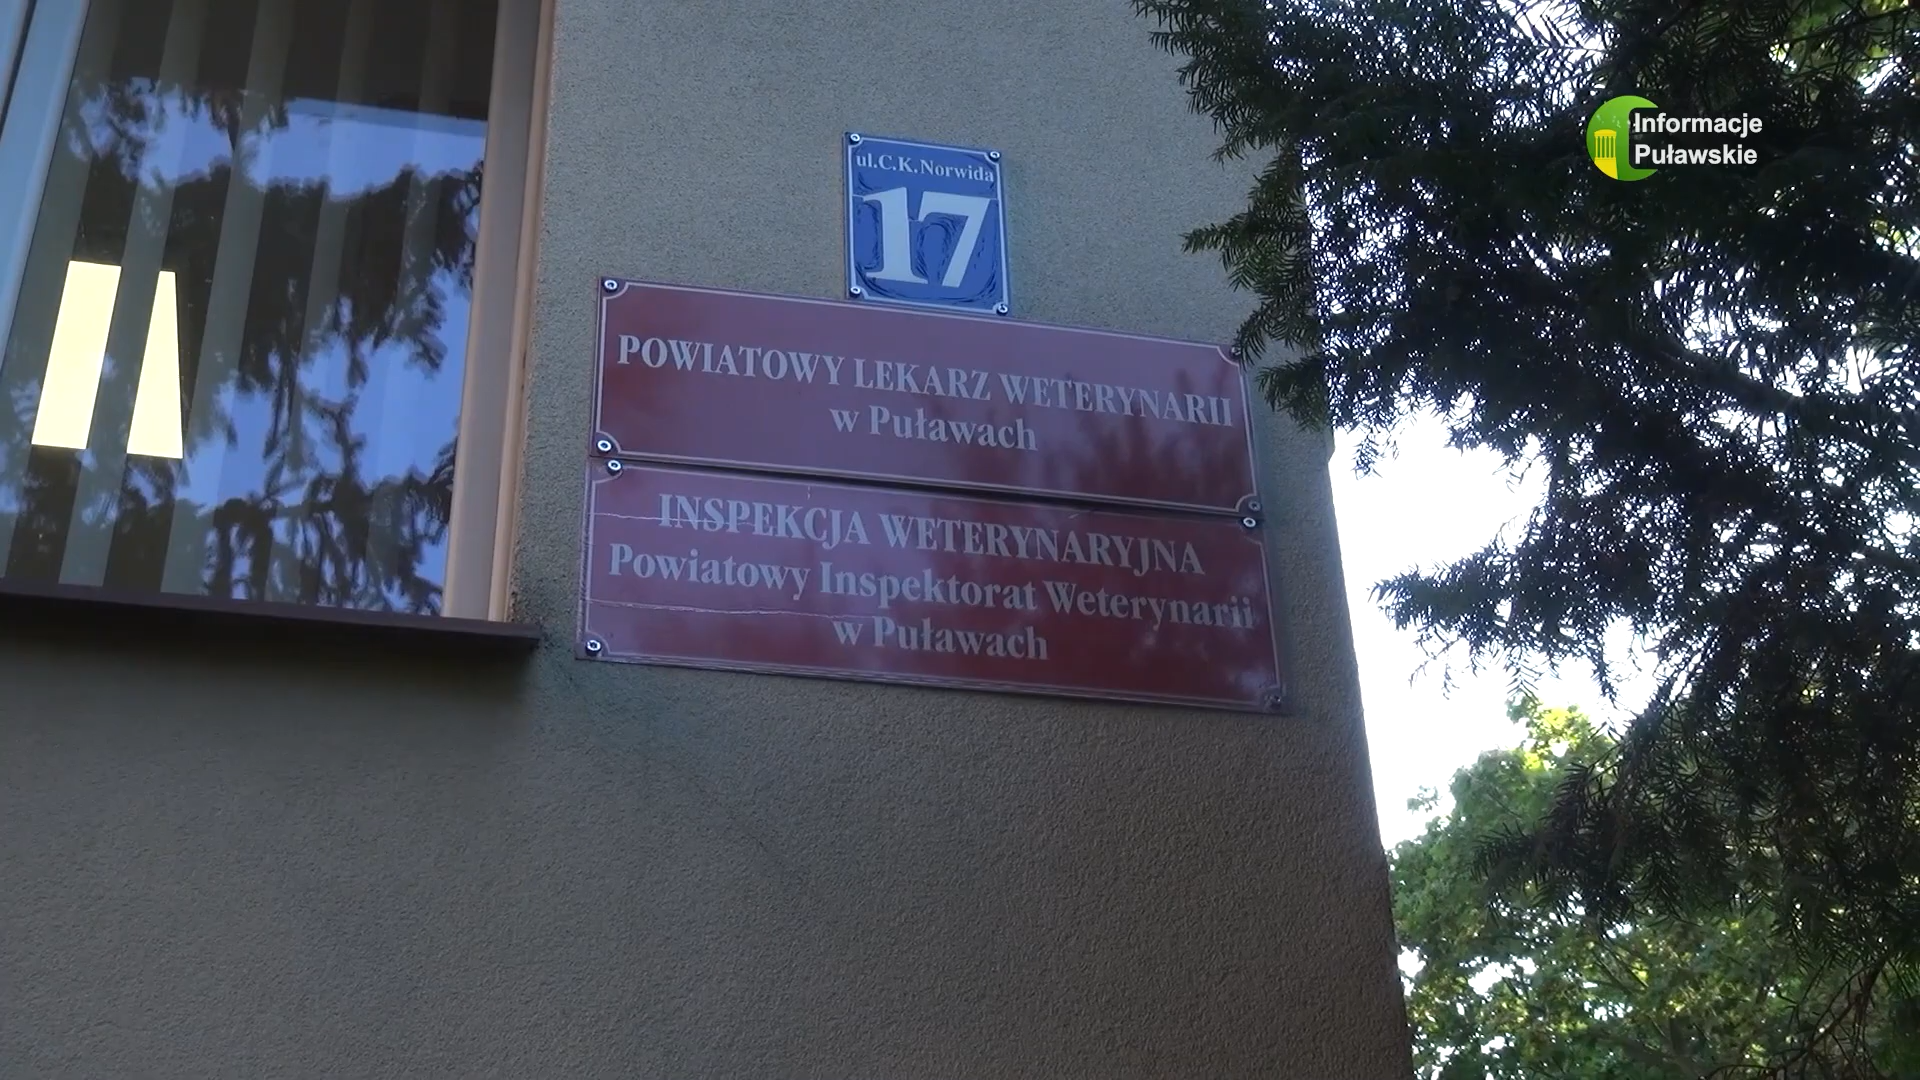 Informacje
Puławskie
ul.C.K.Norwida
17
POWIATOWY LEKARZ WETERYNARII
w Puławach
INSPEKCJA WETERYNARYJNA
Powiatowy Inspektorat Weterynarii
w Puławach